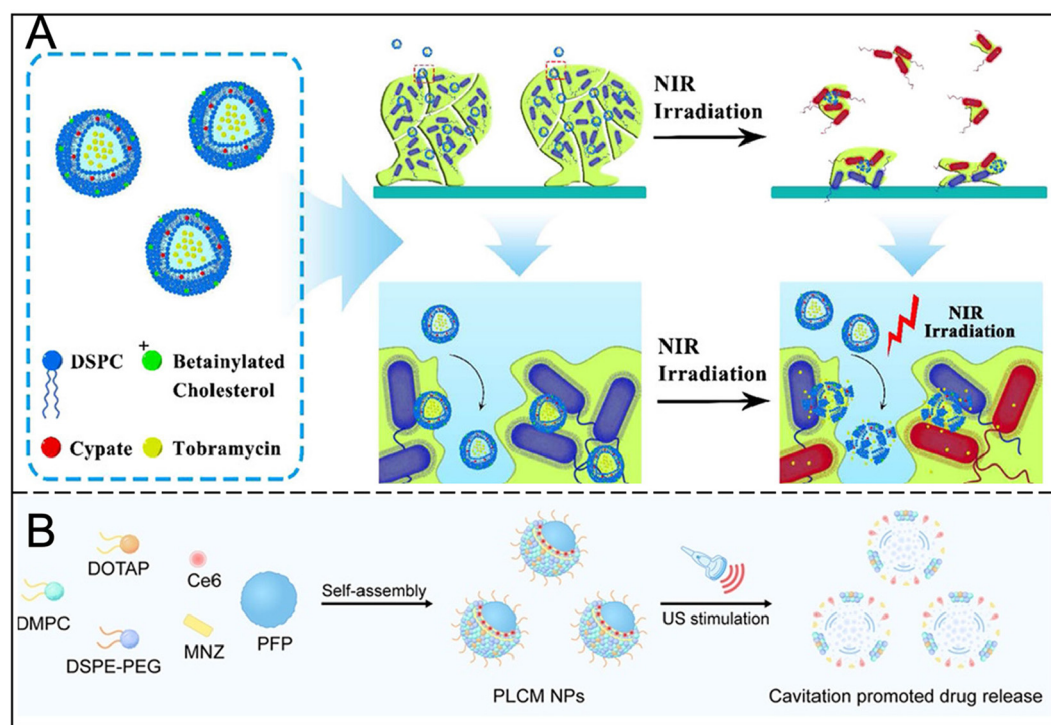 A
NIR
Irradiation
DSPC
+
Betainylated
Cholesterol
Cypate
Tobramycin
NIR
Irradiation
NIR
Irradiation
B
DOTAP
Ce6
DMPC
DSPE-PEG
MNZ
PFP
Self-assembly
PLCM NPs
US stimulation
Cavitation promoted drug release